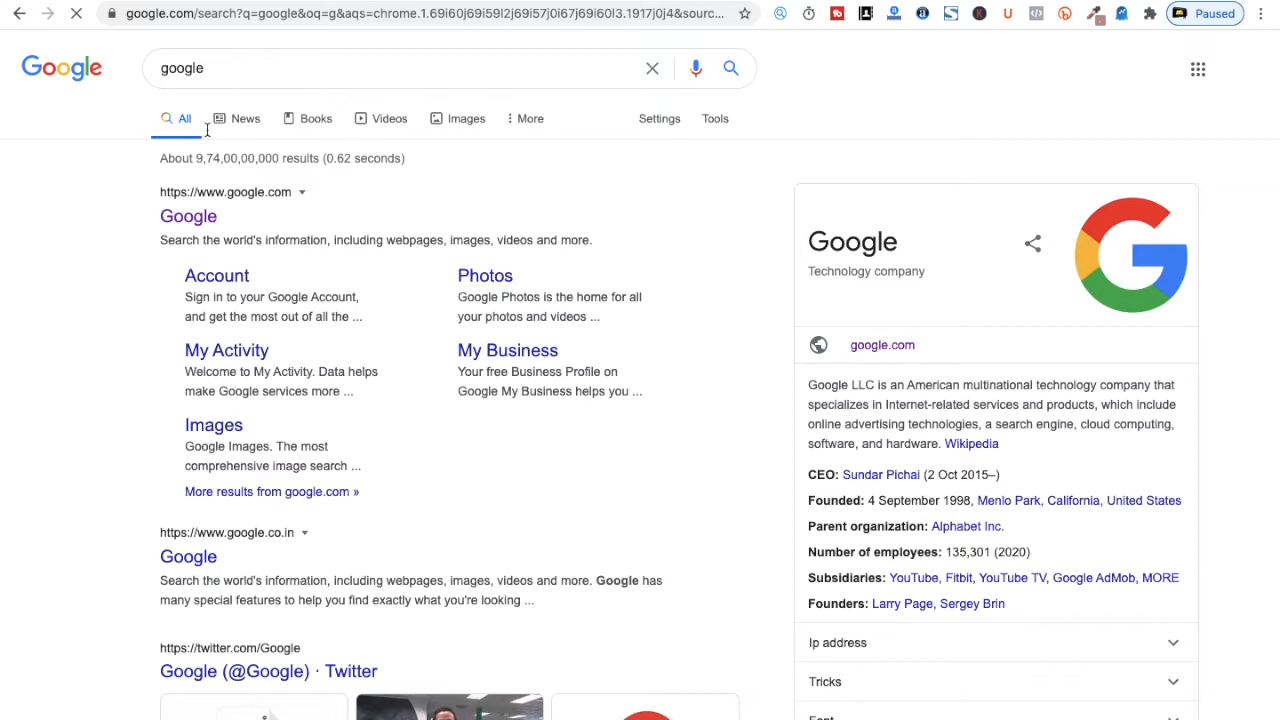 google.com/search?q=google&oq=g&aqs=chrome.1.69i60j69i59l2j69i57j0i67j69i60l3.1917j0j4&sourc...
Paused
Google
google
All
News
Books
Videos
Images
More
Settings
Tools
About 9,74,00,00,000 results (0.62 seconds)
https://www.google.com
Google
Search the world's information, including webpages, images, videos and more.
Account
Sign in to your Google Account,
and get the most out of all the ...
Photos
Google Photos is the home for all
your photos and videos ...
My Activity
Welcome to My Activity. Data helps
make Google services more ...
My Business
Your free Business Profile on
Google My Business helps you ...
Images
Google Images. The most
comprehensive image search ...
More results from google.com »
https://www.google.co.in
Google
Search the world's information, including webpages, images, videos and more. Google has
many special features to help you find exactly what you're looking ...
https://twitter.com/Google
Google (@Google) · Twitter
Google
Technology company
google.com
Google LLC is an American multinational technology company that
specializes in Internet-related services and products, which include
online advertising technologies, a search engine, cloud computing,
software, and hardware. Wikipedia
CEO: Sundar Pichai (2 Oct 2015–)
Founded: 4 September 1998, Menlo Park, California, United States
Parent organization: Alphabet Inc.
Number of employees: 135,301 (2020)
Subsidiaries: YouTube, Fitbit, YouTube TV, Google AdMob, MORE
Founders: Larry Page, Sergey Brin
Ip address
Tricks